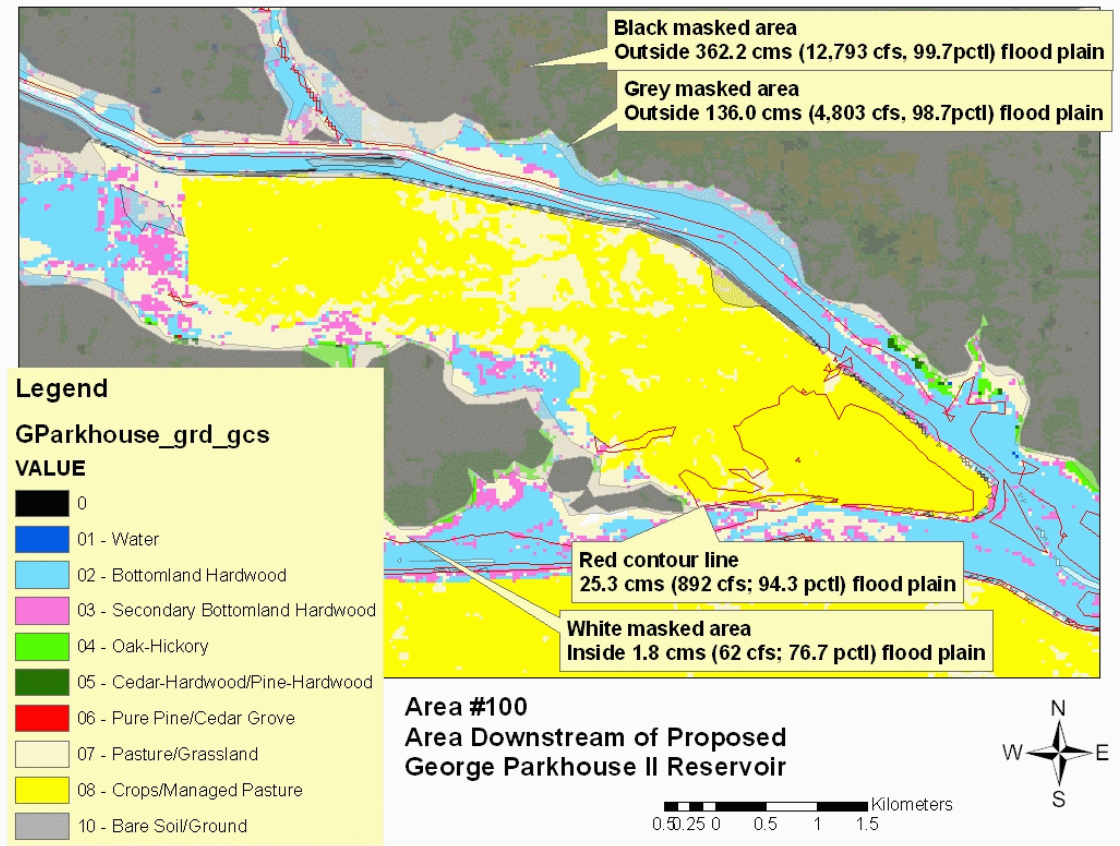 Black masked area
Outside 362.2 cms (12,793 cfs, 99.7pctl) flood plain
Grey masked area
Outside 136.0 cms (4,803 cfs, 98.7pctl) flood plain
Legend
GParkhouse_grd_gcs
VALUE
0
01 - Water
02 - Bottomland Hardwood
03 - Secondary Bottomland Hardwood
04 - Oak-Hickory
05 - Cedar-Hardwood/Pine-Hardwood
06 - Pure Pine/Cedar Grove
07 - Pasture/Grassland
08 - Crops/Managed Pasture
10 - Bare Soil/Ground
Red contour line
25.3 cms (892 cfs; 94.3 pctl) flood plain
White masked area
Inside 1.8 cms (62 cfs; 76.7 pctl) flood plain
Area #100
Area Downstream of Proposed
George Parkhouse II Reservoir
N
W E
S
Kilometers
0.5 0.25 0 0.5 1 1.5